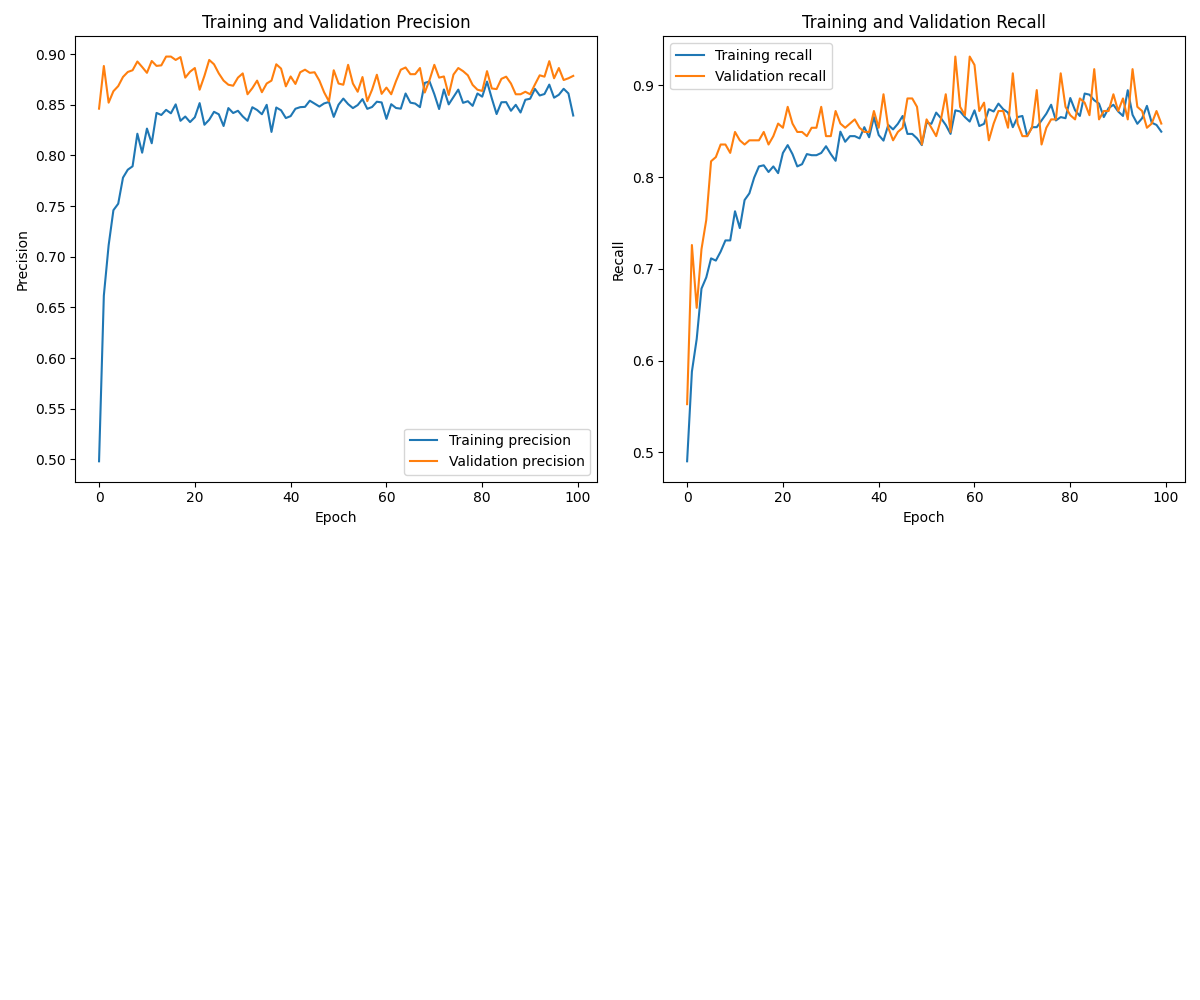 Training and Validation Precision
0.90
0.85
0.80
0.75
0.70
0.65
0.60
0.55
0.50
Precision
Training precision
Validation precision
0 20 40 60 80 100
Epoch
Training and Validation Recall
Training recall
Validation recall
0.9
0.8
0.7
0.6
0.5
Recall
0 20 40 60 80 100
Epoch